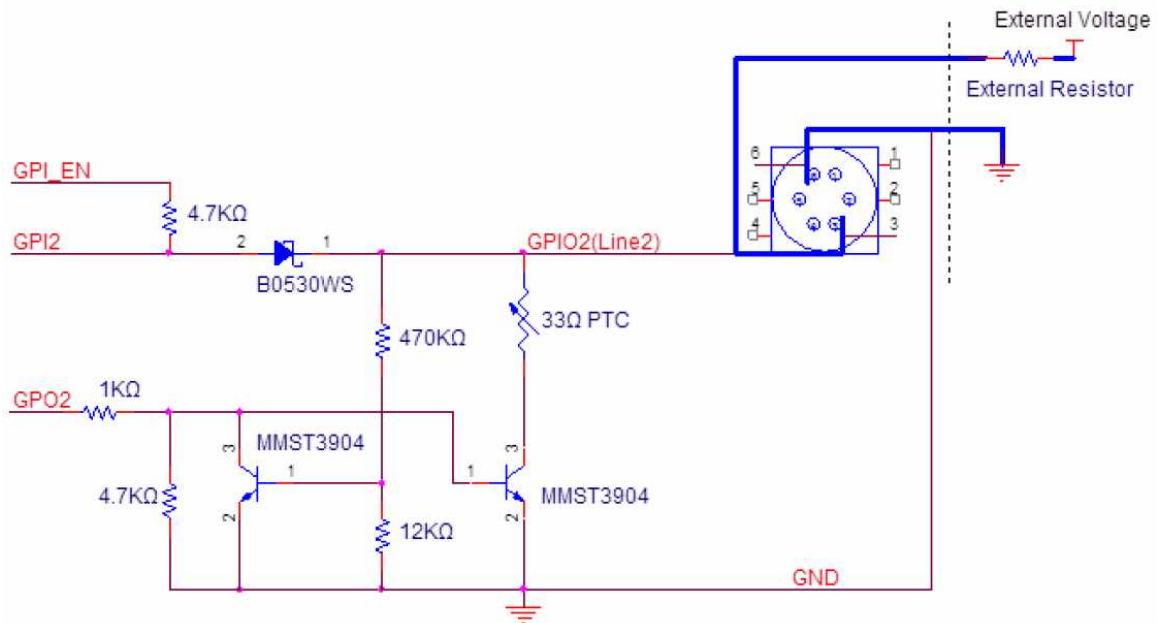 External Voltage
External Resistor
6
1
5
2
4
3
GPI_EN
4.7KΩ
GPI2
2
1
GPIO2(Line2)
B0530WS
470KΩ
33Ω PTC
1KΩ
GPO2
MMST3904
3
1
2
4.7KΩ
12KΩ
3
1
2
MMST3904
GND